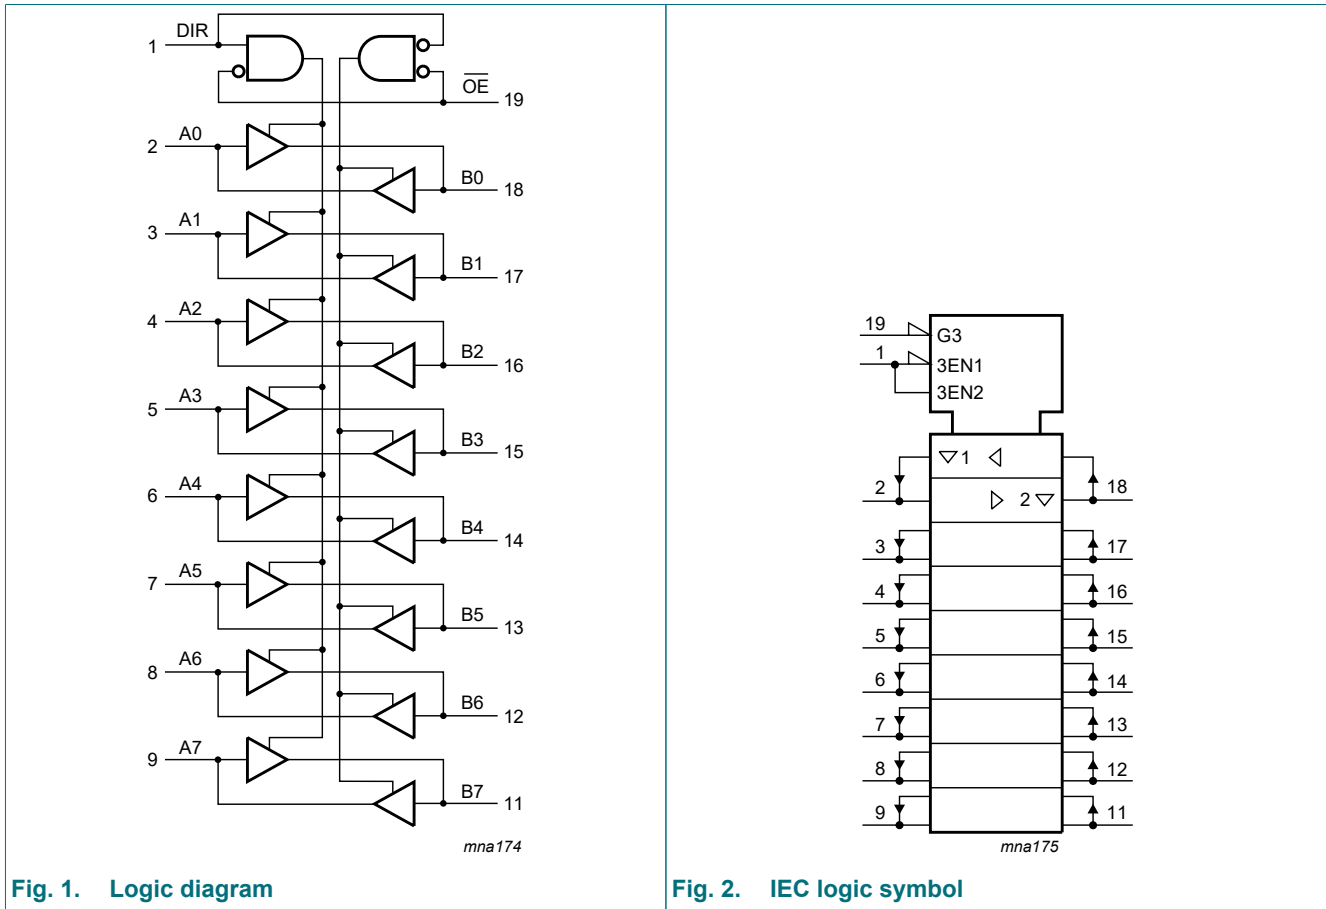 DIR
1
OE
19
A0
2
B0
18
A1
3
B1
17
A2
4
B2
16
A3
5
B3
15
A4
6
B4
14
A5
7
B5
13
A6
8
B6
12
A7
9
B7
11
mna174
Fig. 1. Logic diagram
19
G3
1
3EN1
3EN2
1
2
18
2
3
17
4
16
5
15
6
14
7
13
8
12
9
11
mna175
Fig. 2. IEC logic symbol